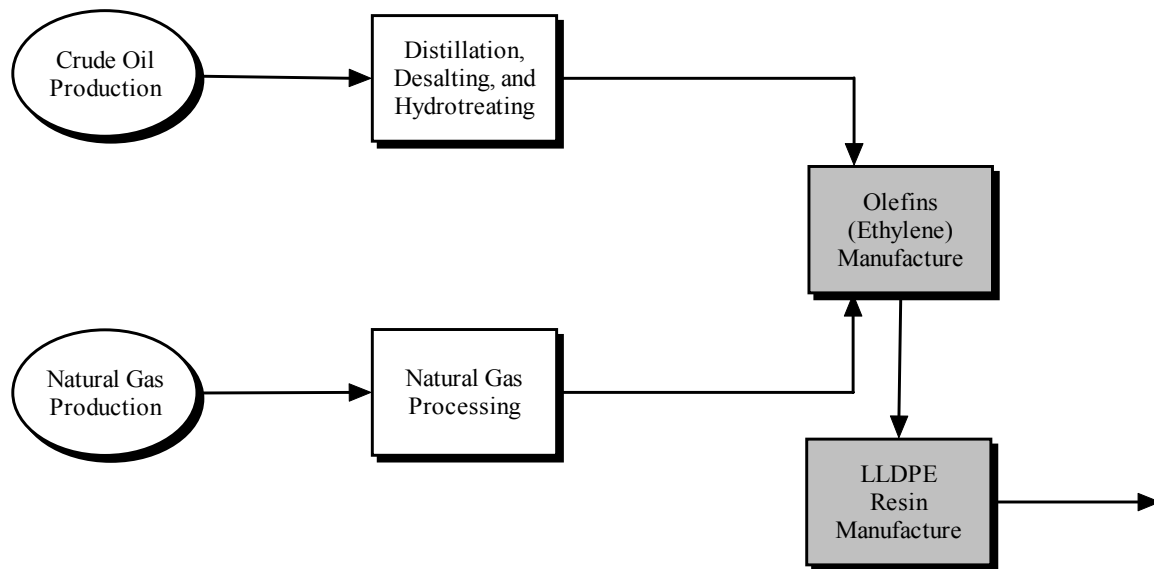 Crude Oil
Production
Distillation,
Desalting, and
Hydrotreating
Olefins
(Ethylene)
Manufacture
Natural Gas
Production
Natural Gas
Processing
LLDPE
Resin
Manufacture